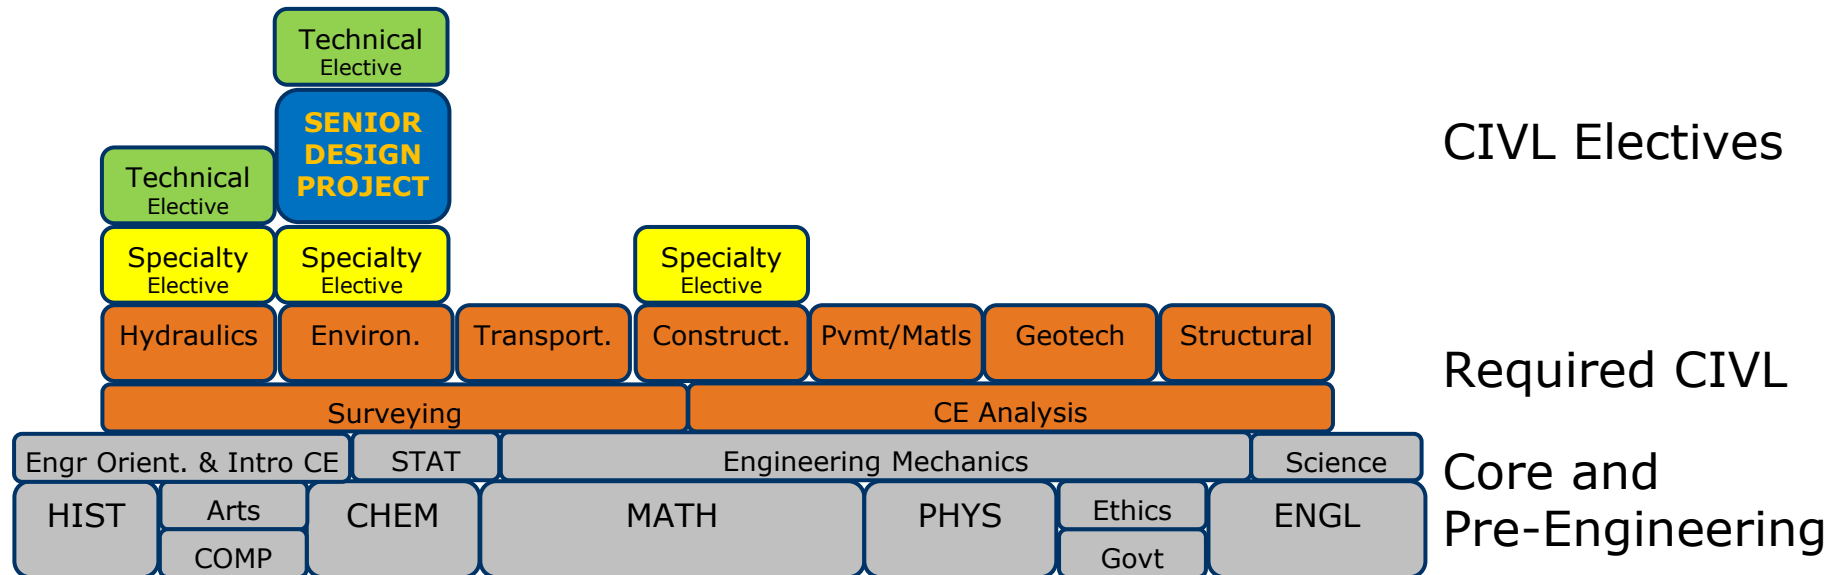 Technical
Elective
SENIOR
DESIGN
PROJECT
CIVL Electives
Technical
Elective
Specialty
Elective
Specialty
Elective
Specialty
Elective
Hydraulics
Environ.
Transport.
Construct.
Pvmt/Matls
Geotech
Structural
Required CIVL
Surveying
CE Analysis
Engr Orient. & Intro CE
STAT
Engineering Mechanics
Science
Core and
Pre-Engineering
HIST
Arts
COMP
CHEM
MATH
PHYS
Ethics
Govt
ENGL